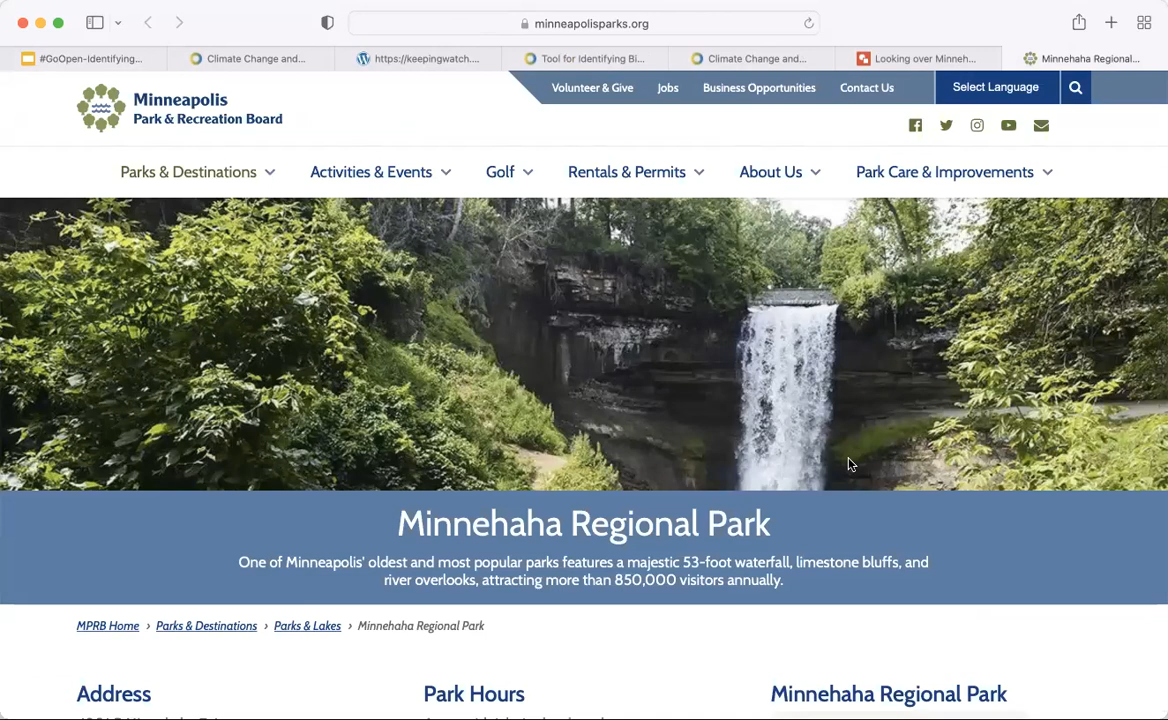 minneapolisparks.org
#GoOpen-Identifying...
Climate Change and...
https://keepingwatch....
Tool for Identifying Bi...
Climate Change and...
Looking over Minneh...
Minnehaha Regional...
Volunteer & Give
Jobs
Business Opportunities
Contact Us
Select Language
Minneapolis
Park & Recreation Board
Parks & Destinations
Activities & Events
Golf
Rentals & Permits
About Us
Park Care & Improvements
Minnehaha Regional Park
One of Minneapolis' oldest and most popular parks features a majestic 53-foot waterfall, limestone bluffs, and
river overlooks, attracting more than 850,000 visitors annually.
MPRB Home › Parks & Destinations › Parks & Lakes › Minnehaha Regional Park
Address
Park Hours
Minnehaha Regional Park